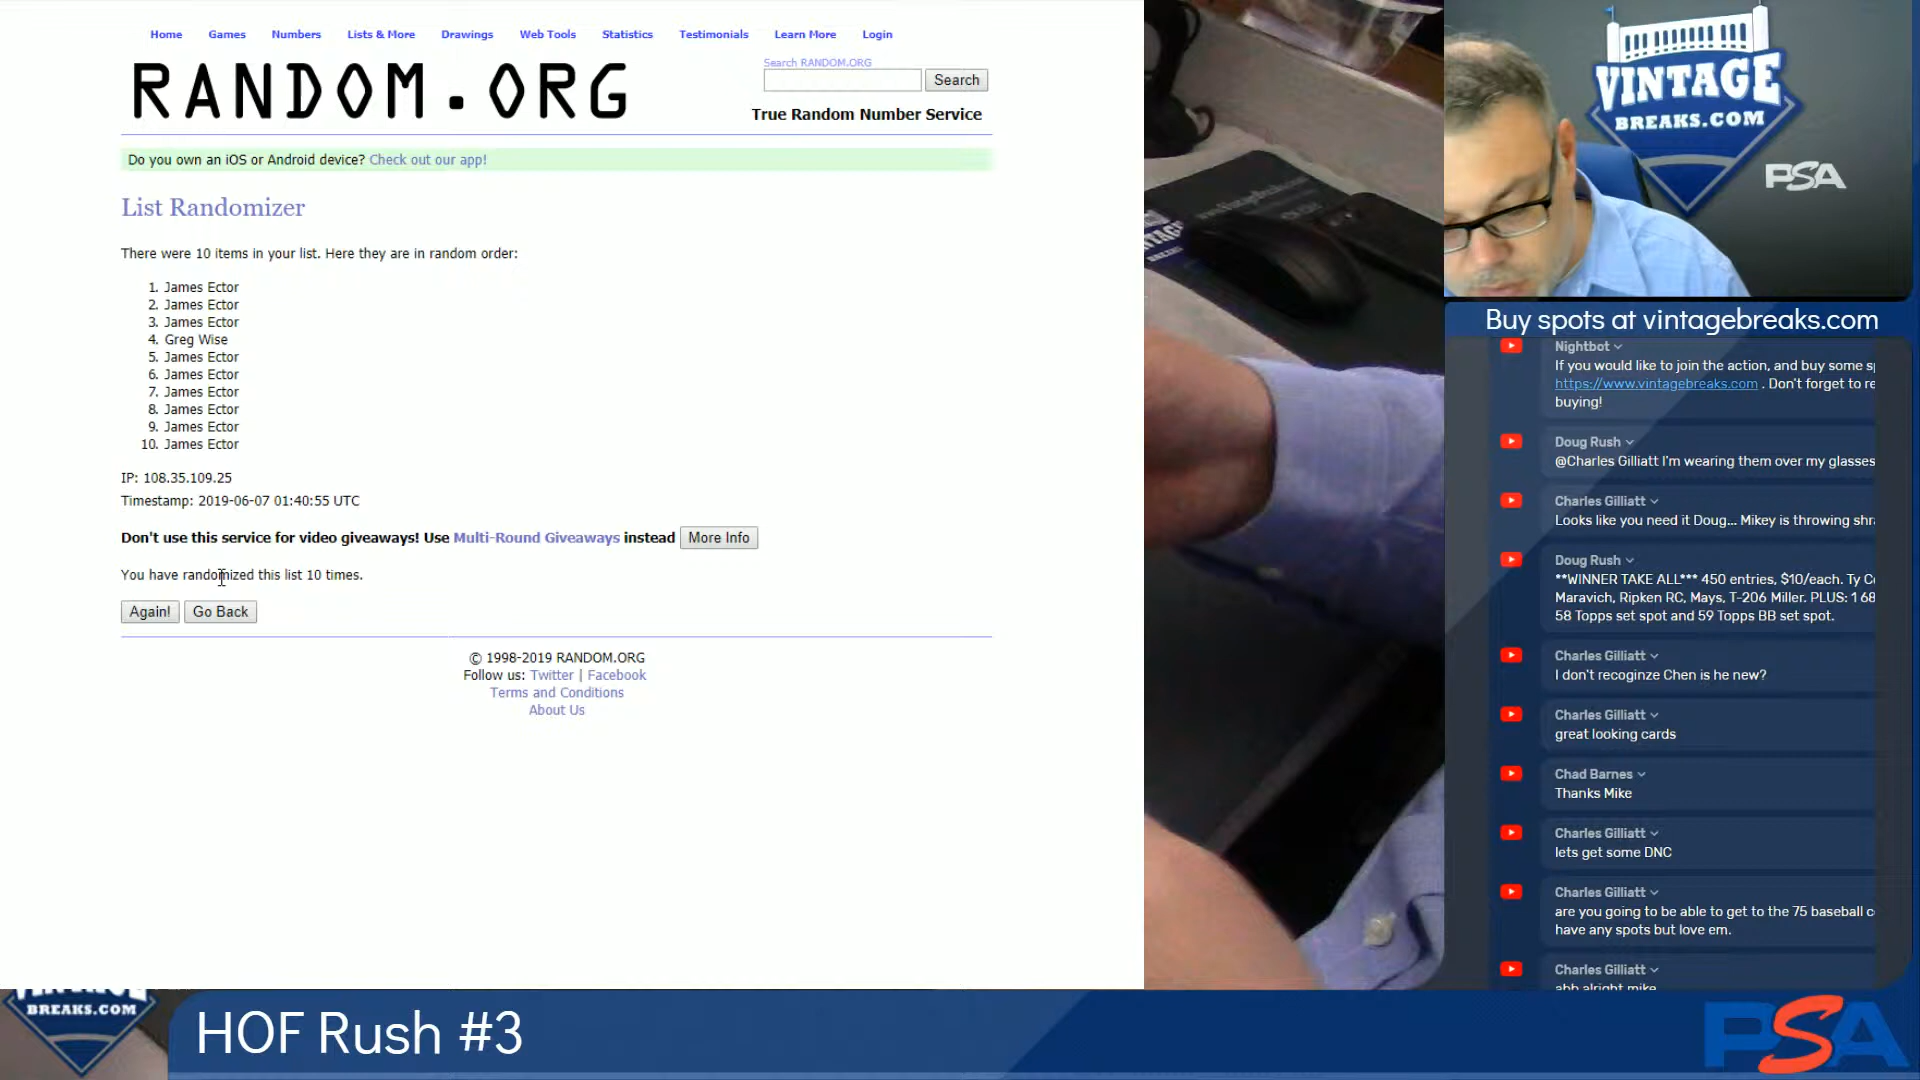 Home Games Numbers Lists & More Drawings Web Tools Statistics Testimonials Learn More Login
RANDOM.ORG
Search RANDOM.ORG
Search
True Random Number Service
Do you own an iOS or Android device? Check out our app!
List Randomizer
There were 10 items in your list. Here they are in random order:
1. James Ector
2. James Ector
3. James Ector
4. Greg Wise
5. James Ector
6. James Ector
7. James Ector
8. James Ector
9. James Ector
10. James Ector
IP: 108.35.109.25
Timestamp: 2019-06-07 01:40:55 UTC
Don't use this service for video giveaways! Use Multi-Round Giveaways instead More Info
You have randomized this list 10 times.
Again! Go Back
© 1998-2019 RANDOM.ORG
Follow us: Twitter | Facebook
Terms and Conditions
About Us
VINTAGE
BREAKS.COM
PSA
Buy spots at vintagebreaks.com
Nightbot
If you would like to join the action, and buy some
https://www.vintagebreaks.com . Don't forget to
buying!
Doug Rush
@Charles Gilliatt I'm wearing them over my glasses
Charles Gilliatt
Looks like you need it Doug... Mikey is throwing
Doug Rush
**WINNER TAKE ALL*** 450 entries, $10/each. Ty
Maravich, Ripken RC, Mays, T-206 Miller. PLUS: 1 68
58 Topps set spot and 59 Topps BB set spot.
Charles Gilliatt
I don't recoginze Chen is he new?
Charles Gilliatt
great looking cards
Chad Barnes
Thanks Mike
Charles Gilliatt
lets get some DNC
Charles Gilliatt
are you going to be able to get to the 75 baseball
have any spots but love em.
Charles Gilliatt
ahh alright mike
BREAKS.COM
HOF Rush #3
PSA